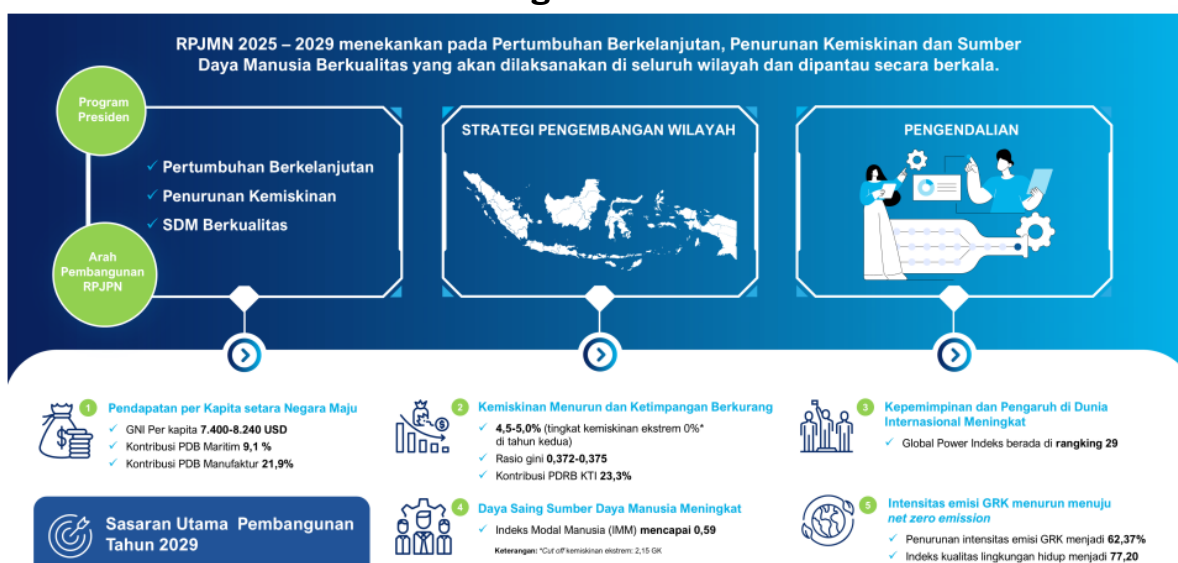 RPJMN 2025 – 2029 menekankan pada Pertumbuhan Berkelanjutan, Penurunan Kemiskinan dan Sumber
Daya Manusia Berkualitas yang akan dilaksanakan di seluruh wilayah dan dipantau secara berkala.
Program
Presiden
✓ Pertumbuhan Berkelanjutan
✓ Penurunan Kemiskinan
✓ SDM Berkualitas
Arah
Pembangunan
RPJPN
STRATEGI PENGEMBANGAN WILAYAH
PENGENDALIAN
1 Pendapatan per Kapita setara Negara Maju
✓ GNI Per kapita 7.400-8.240 USD
✓ Kontribusi PDB Maritim 9,1 %
✓ Kontribusi PDB Manufaktur 21,9%
2 Kemiskinan Menurun dan Ketimpangan Berkurang
✓ 4,5-5,0% (tingkat kemiskinan ekstrem 0%*
di tahun kedua)
✓ Rasio gini 0,372-0,375
✓ Kontribusi PDRB KTI 23,3%
3 Kepemimpinan dan Pengaruh di Dunia
Internasional Meningkat
✓ Global Power Indeks berada di rangking 29
Sasaran Utama Pembangunan
Tahun 2029
4 Daya Saing Sumber Daya Manusia Meningkat
✓ Indeks Modal Manusia (IMM) mencapai 0,59
Keterangan: *Cut off kemiskinan ekstrem: 2,15 GK
5 Intensitas emisi GRK menurun menuju
net zero emission
✓ Penurunan intensitas emisi GRK menjadi 62,37%
✓ Indeks kualitas lingkungan hidup menjadi 77,20